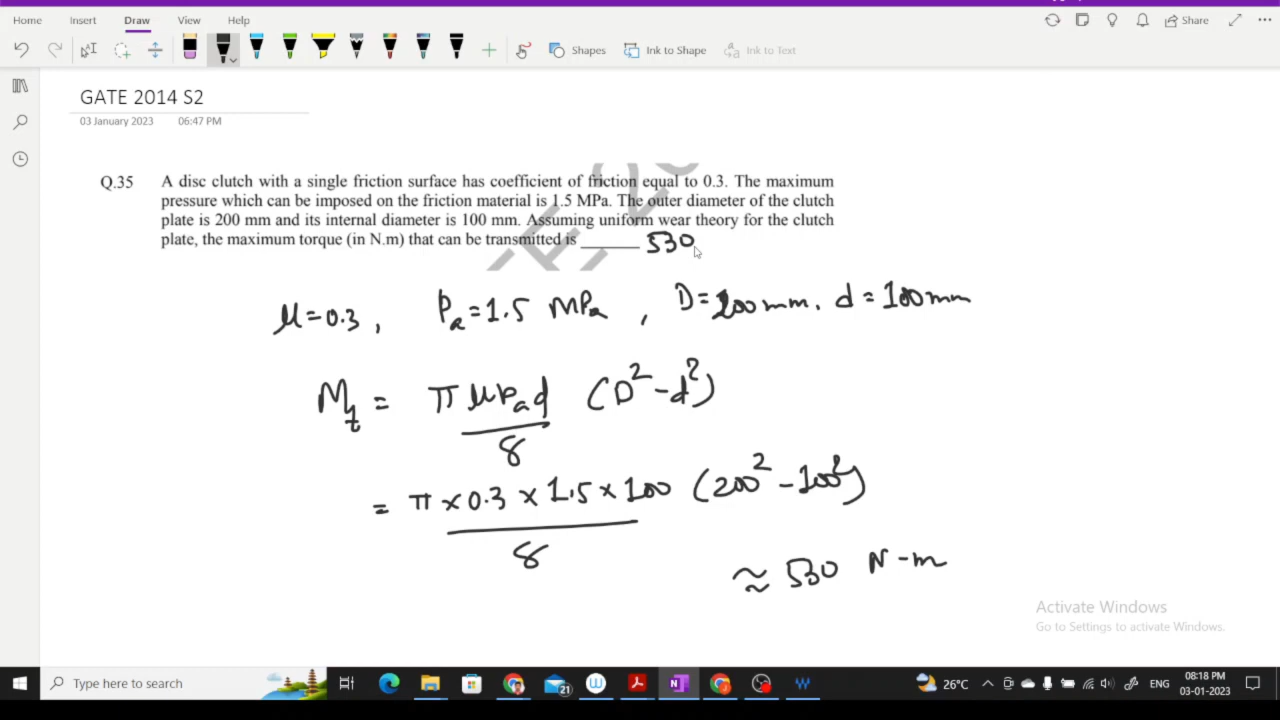 Home Insert Draw View Help
Share
Shapes Ink to Shape Ink to Text
GATE 2014 S2
03 January 2023 06:47 PM
Q.35 A disc clutch with a single friction surface has coefficient of friction equal to 0.3. The maximum
pressure which can be imposed on the friction material is 1.5 MPa. The outer diameter of the clutch
plate is 200 mm and its internal diameter is 100 mm. Assuming uniform wear theory for the clutch
plate, the maximum torque (in N.m) that can be transmitted is ______ 530
μ=0.3, Pa=1.5 MPa, D=200mm. d=100mm
Mt = πμPad (D²-d²)
8
= π×0.3×1.5×100 (200²-100²)
8
≈ 530 N-m
Activate Windows
Go to Settings to activate Windows.
Type here to search 21 26°C ENG 08:18 PM
03-01-2023